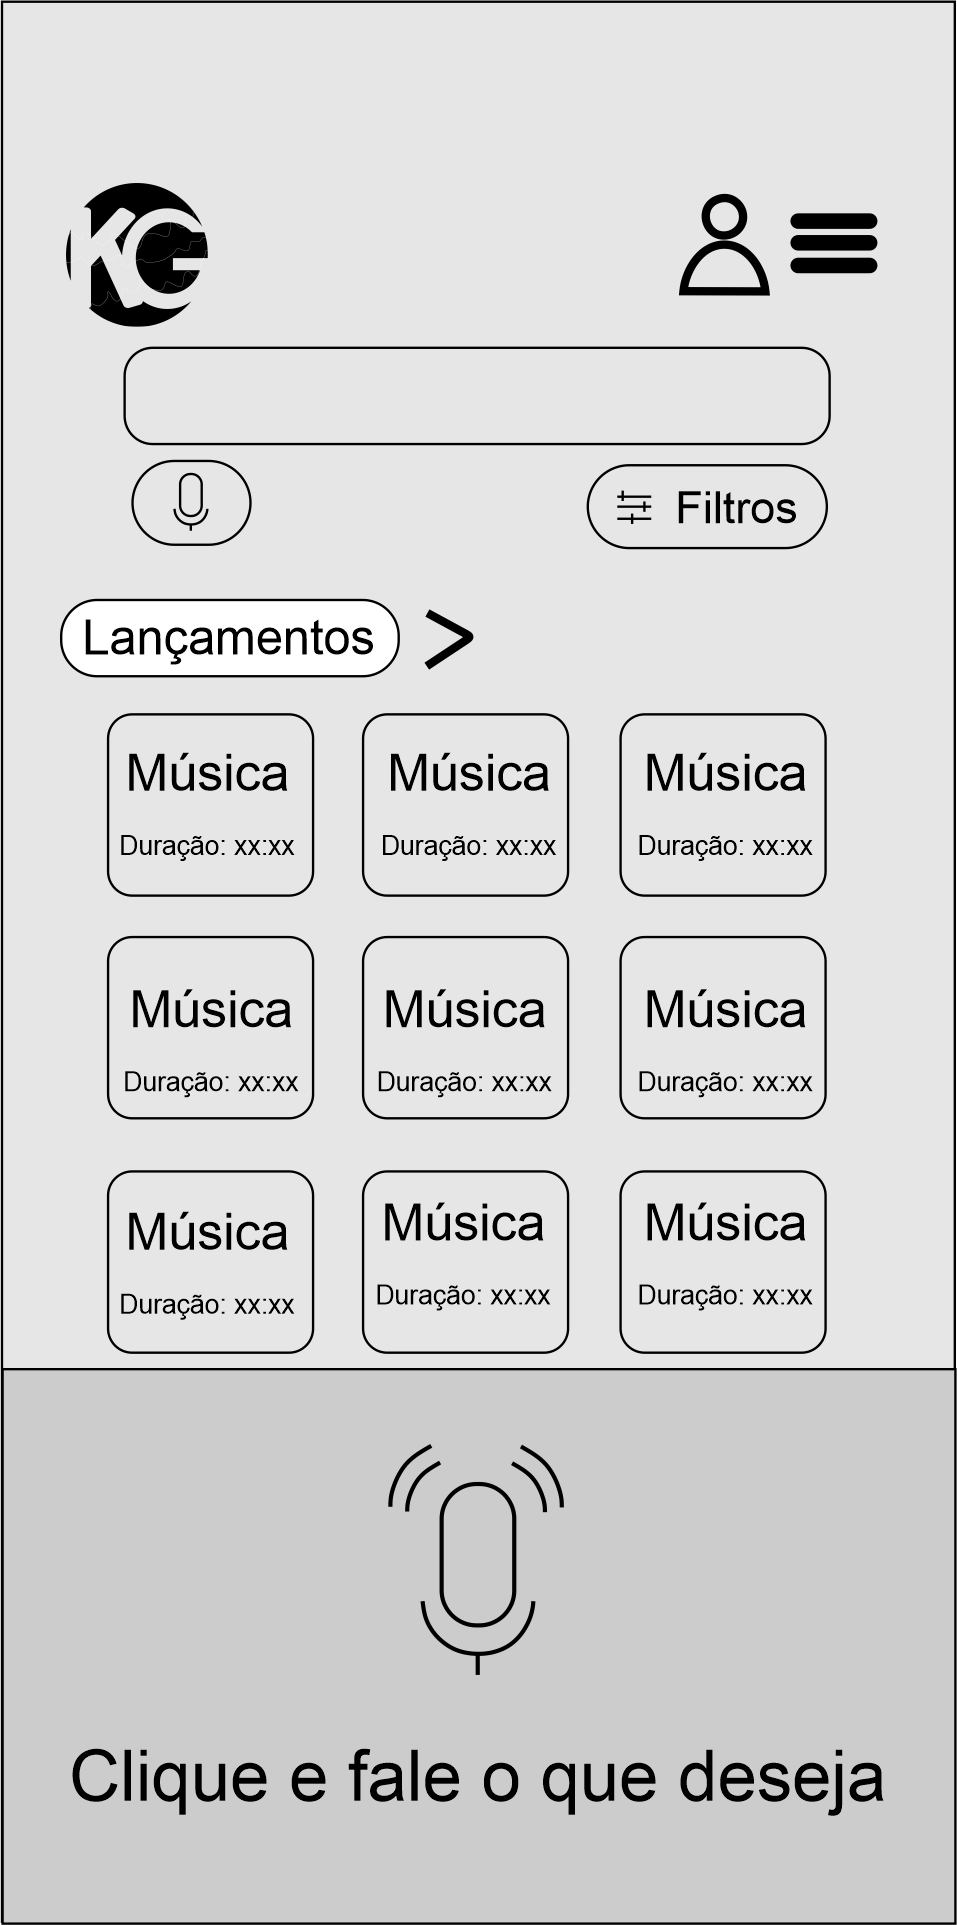 KG
Filtros
Lançamentos >
Música Música Música
Duração: xx:xx Duração: xx:xx Duração: xx:xx
Música Música Música
Duração: xx:xx Duração: xx:xx Duração: xx:xx
Música Música Música
Duração: xx:xx Duração: xx:xx Duração: xx:xx
Clique e fale o que deseja